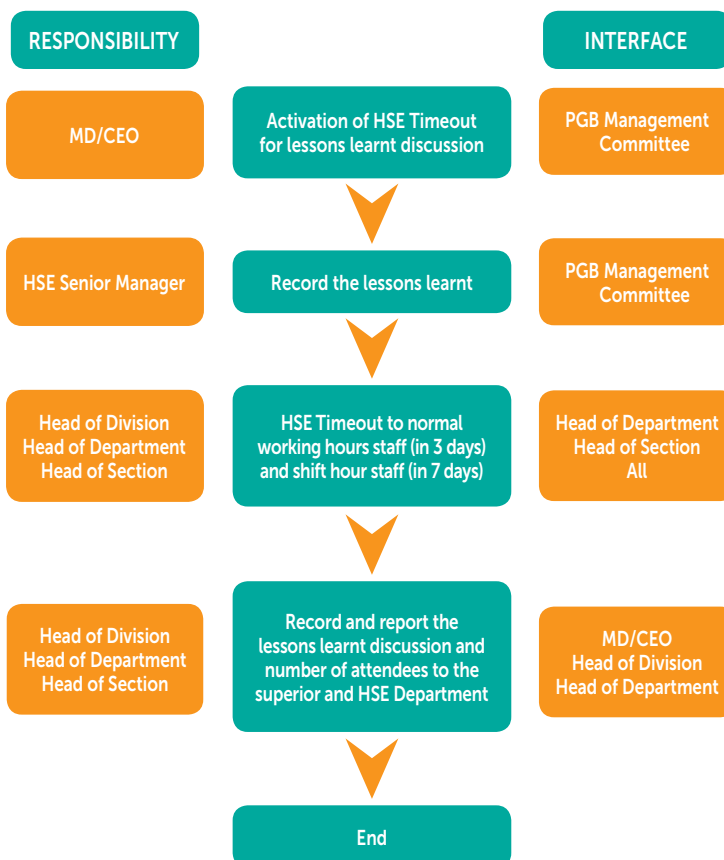 RESPONSIBILITY
INTERFACE
MD/CEO
Activation of HSE Timeout
for lessons learnt discussion
PGB Management
Committee
HSE Senior Manager
Record the lessons learnt
PGB Management
Committee
Head of Division
Head of Department
Head of Section
HSE Timeout to normal
working hours staff (in 3 days)
and shift hour staff (in 7 days)
Head of Department
Head of Section
All
Head of Division
Head of Department
Head of Section
Record and report the
lessons learnt discussion and
number of attendees to the
superior and HSE Department
MD/CEO
Head of Division
Head of Department
End